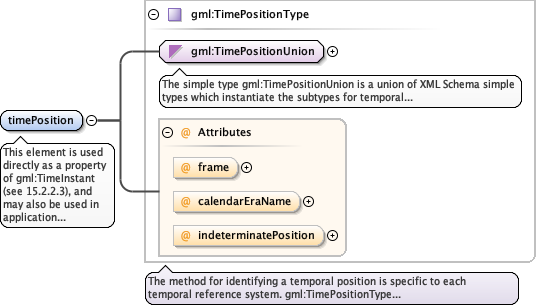 gml:TimePositionType
gml:TimePositionUnion
The simple type gml:TimePositionUnion is a union of XML Schema simple
types which instantiate the subtypes for temporal...
timePosition
This element is used
directly as a property
of gml:TimeInstant
(see 15.2.2.3), and
may also be used in
application...
@ Attributes
@ frame
@ calendarEraName
@ indeterminatePosition
The method for identifying a temporal position is specific to each
temporal reference system. gml:TimePositionType...